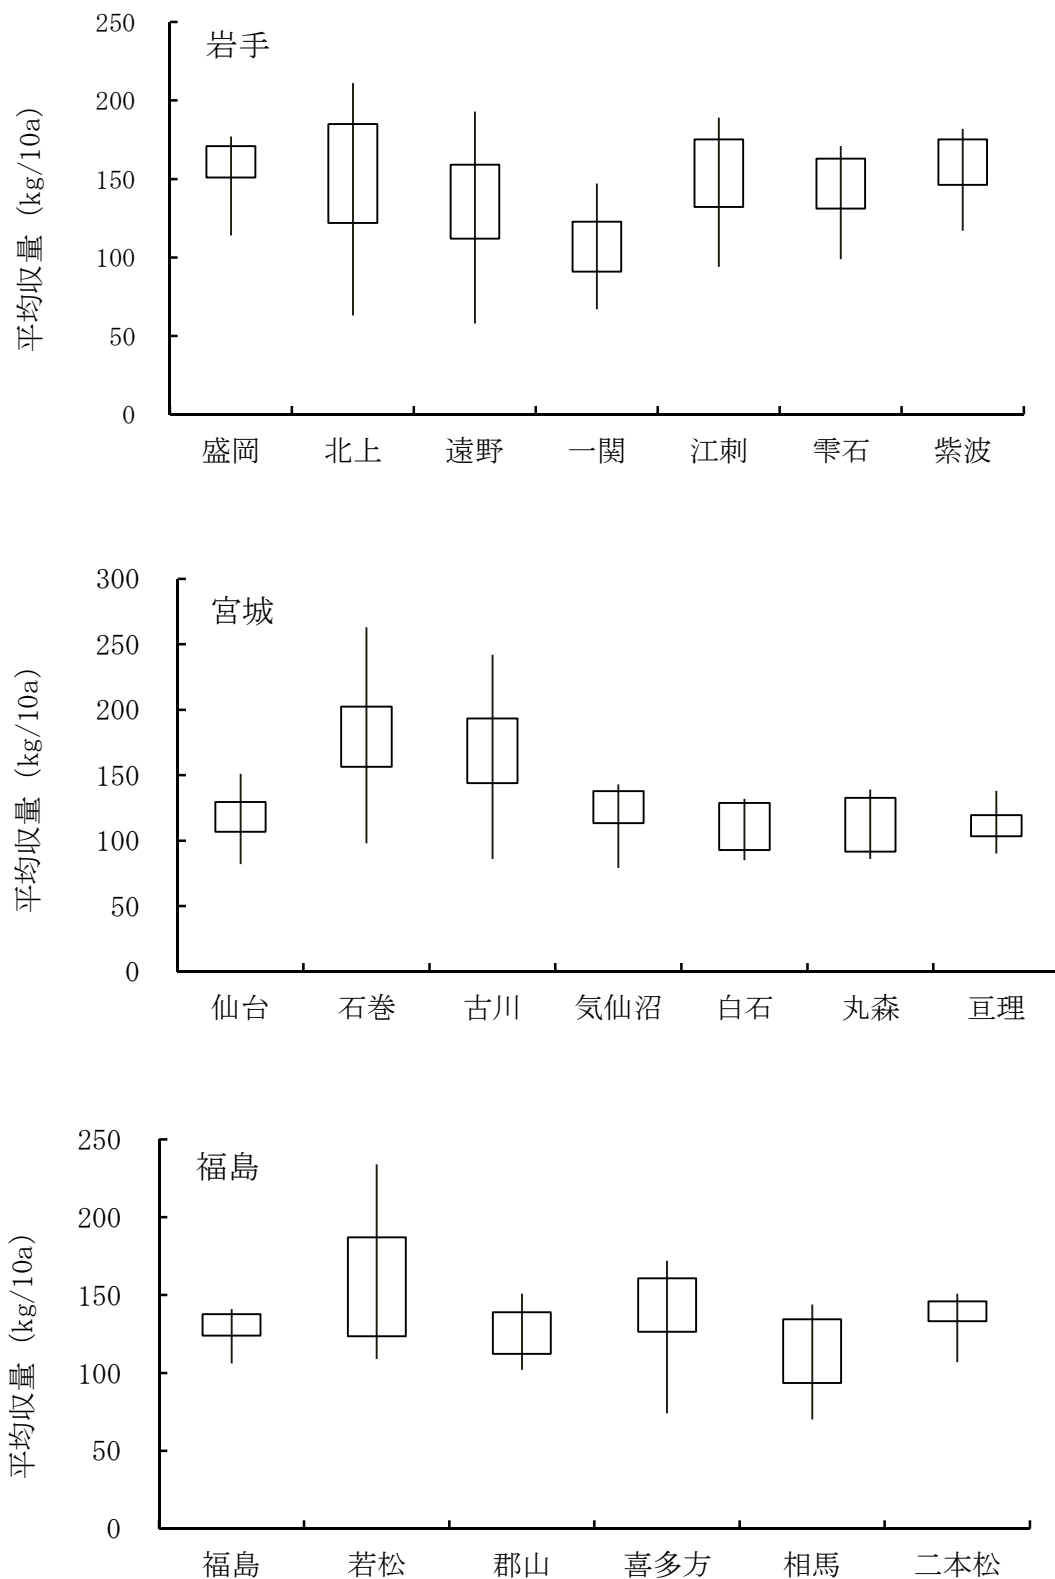 岩手
平均収量 (kg/10a)
250
200
150
100
50
0
盛岡 北上 遠野 一関 江刺 雫石 紫波
宮城
平均収量 (kg/10a)
300
250
200
150
100
50
0
仙台 石巻 古川 気仙沼 白石 丸森 亘理
福島
平均収量 (kg/10a)
250
200
150
100
50
0
福島 若松 郡山 喜多方 相馬 二本松